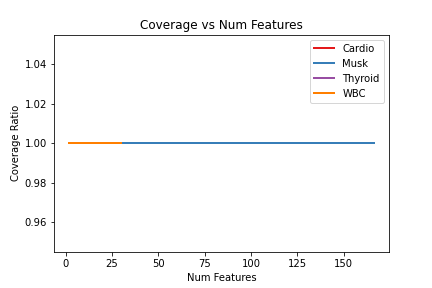 Coverage vs Num Features
Cardio
Musk
Thyroid
WBC
Coverage Ratio
1.04
1.02
1.00
0.98
0.96
0 25 50 75 100 125 150
Num Features